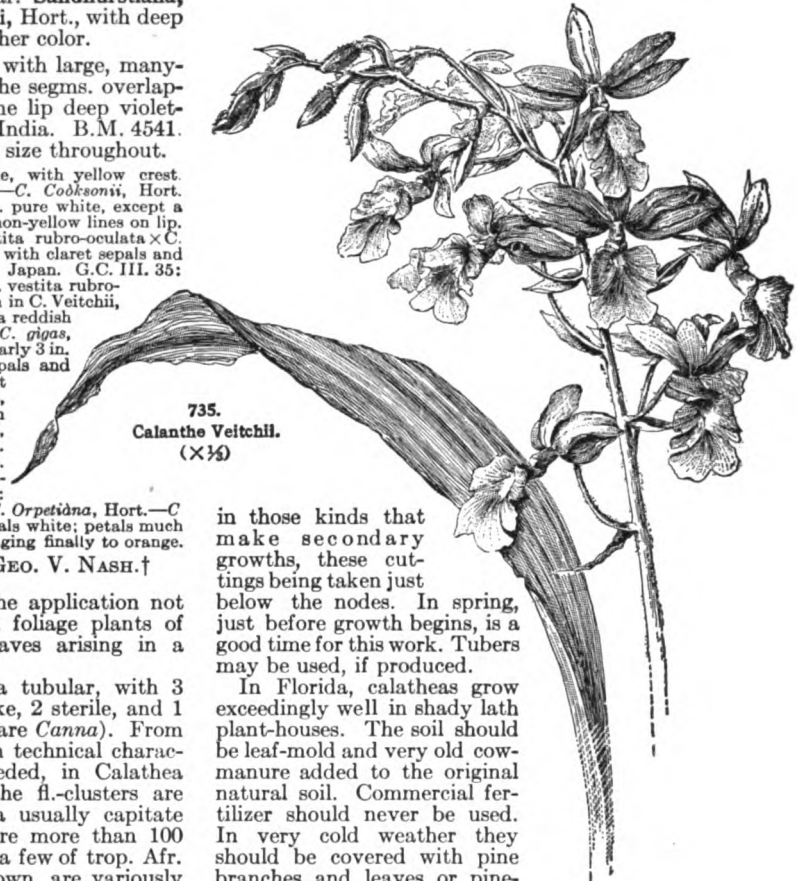 i, Hort., with deep
her color.
with large, many-
he segms. overlap-
ne lip deep violet-
India. B.M. 4541.
size throughout.
e, with yellow crest.
—C. Coòksonii, Hort.
. pure white, except a
non-yellow lines on lip.
tita rubro-oculata × C.
with claret sepals and
Japan. G.C. III. 35:
. vestita rubro-
n in C. Veitchii,
a reddish
C. gigas,
arly 3 in.
pals and
t
. Orpetiàna, Hort.—C
als white; petals much
ging finally to orange.
GEO. V. NASH.†
ne application not
foliage plants of
aves arising in a
a tubular, with 3
ke, 2 sterile, and 1
are Canna). From
n technical charac-
eded, in Calathea
he fl.-clusters are
a usually capitate
re more than 100
a few of trop. Afr.
own, are variously
735.
Calanthe Veitchii.
(×⅓)
in those kinds that
make secondary
growths, these cut-
tings being taken just
below the nodes. In spring,
just before growth begins, is a
good time for this work. Tubers
may be used, if produced.
In Florida, calatheas grow
exceedingly well in shady lath
plant-houses. The soil should
be leaf-mold and very old cow-
manure added to the original
natural soil. Commercial fer-
tilizer should never be used.
In very cold weather they
should be covered with pine
branches and leaves or pine-